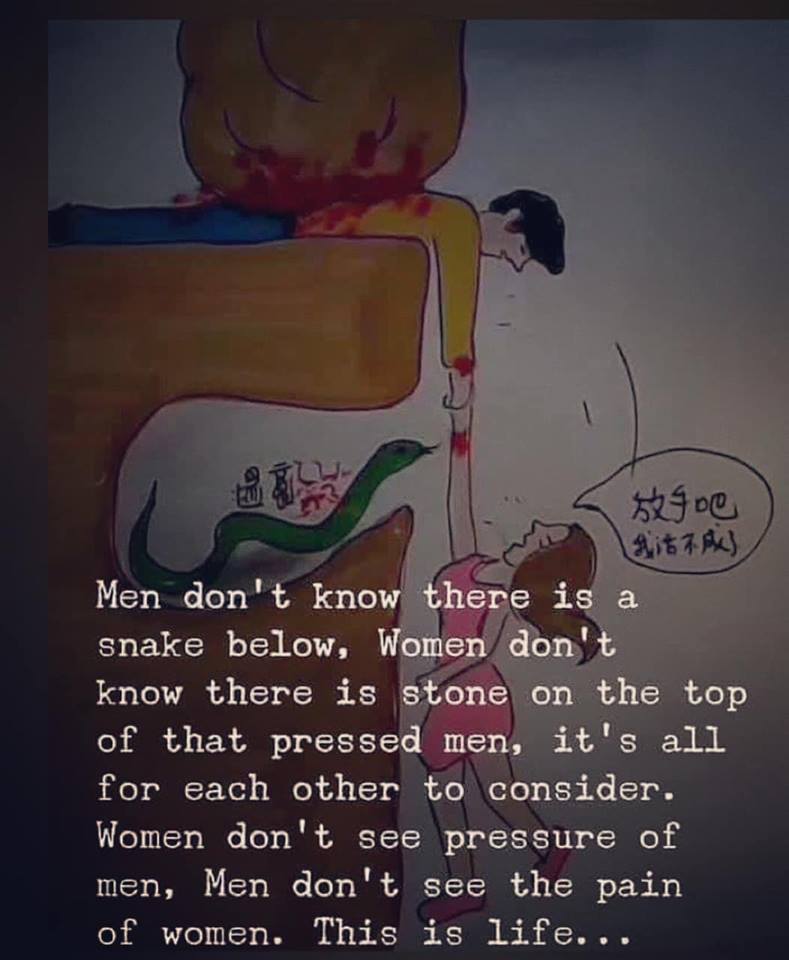 放手吧
我活不成了
Men don't know there is a
snake below, Women don't
know there is stone on the top
of that pressed men, it's all
for each other to consider.
Women don't see pressure of
men, Men don't see the pain
of women. This is life...